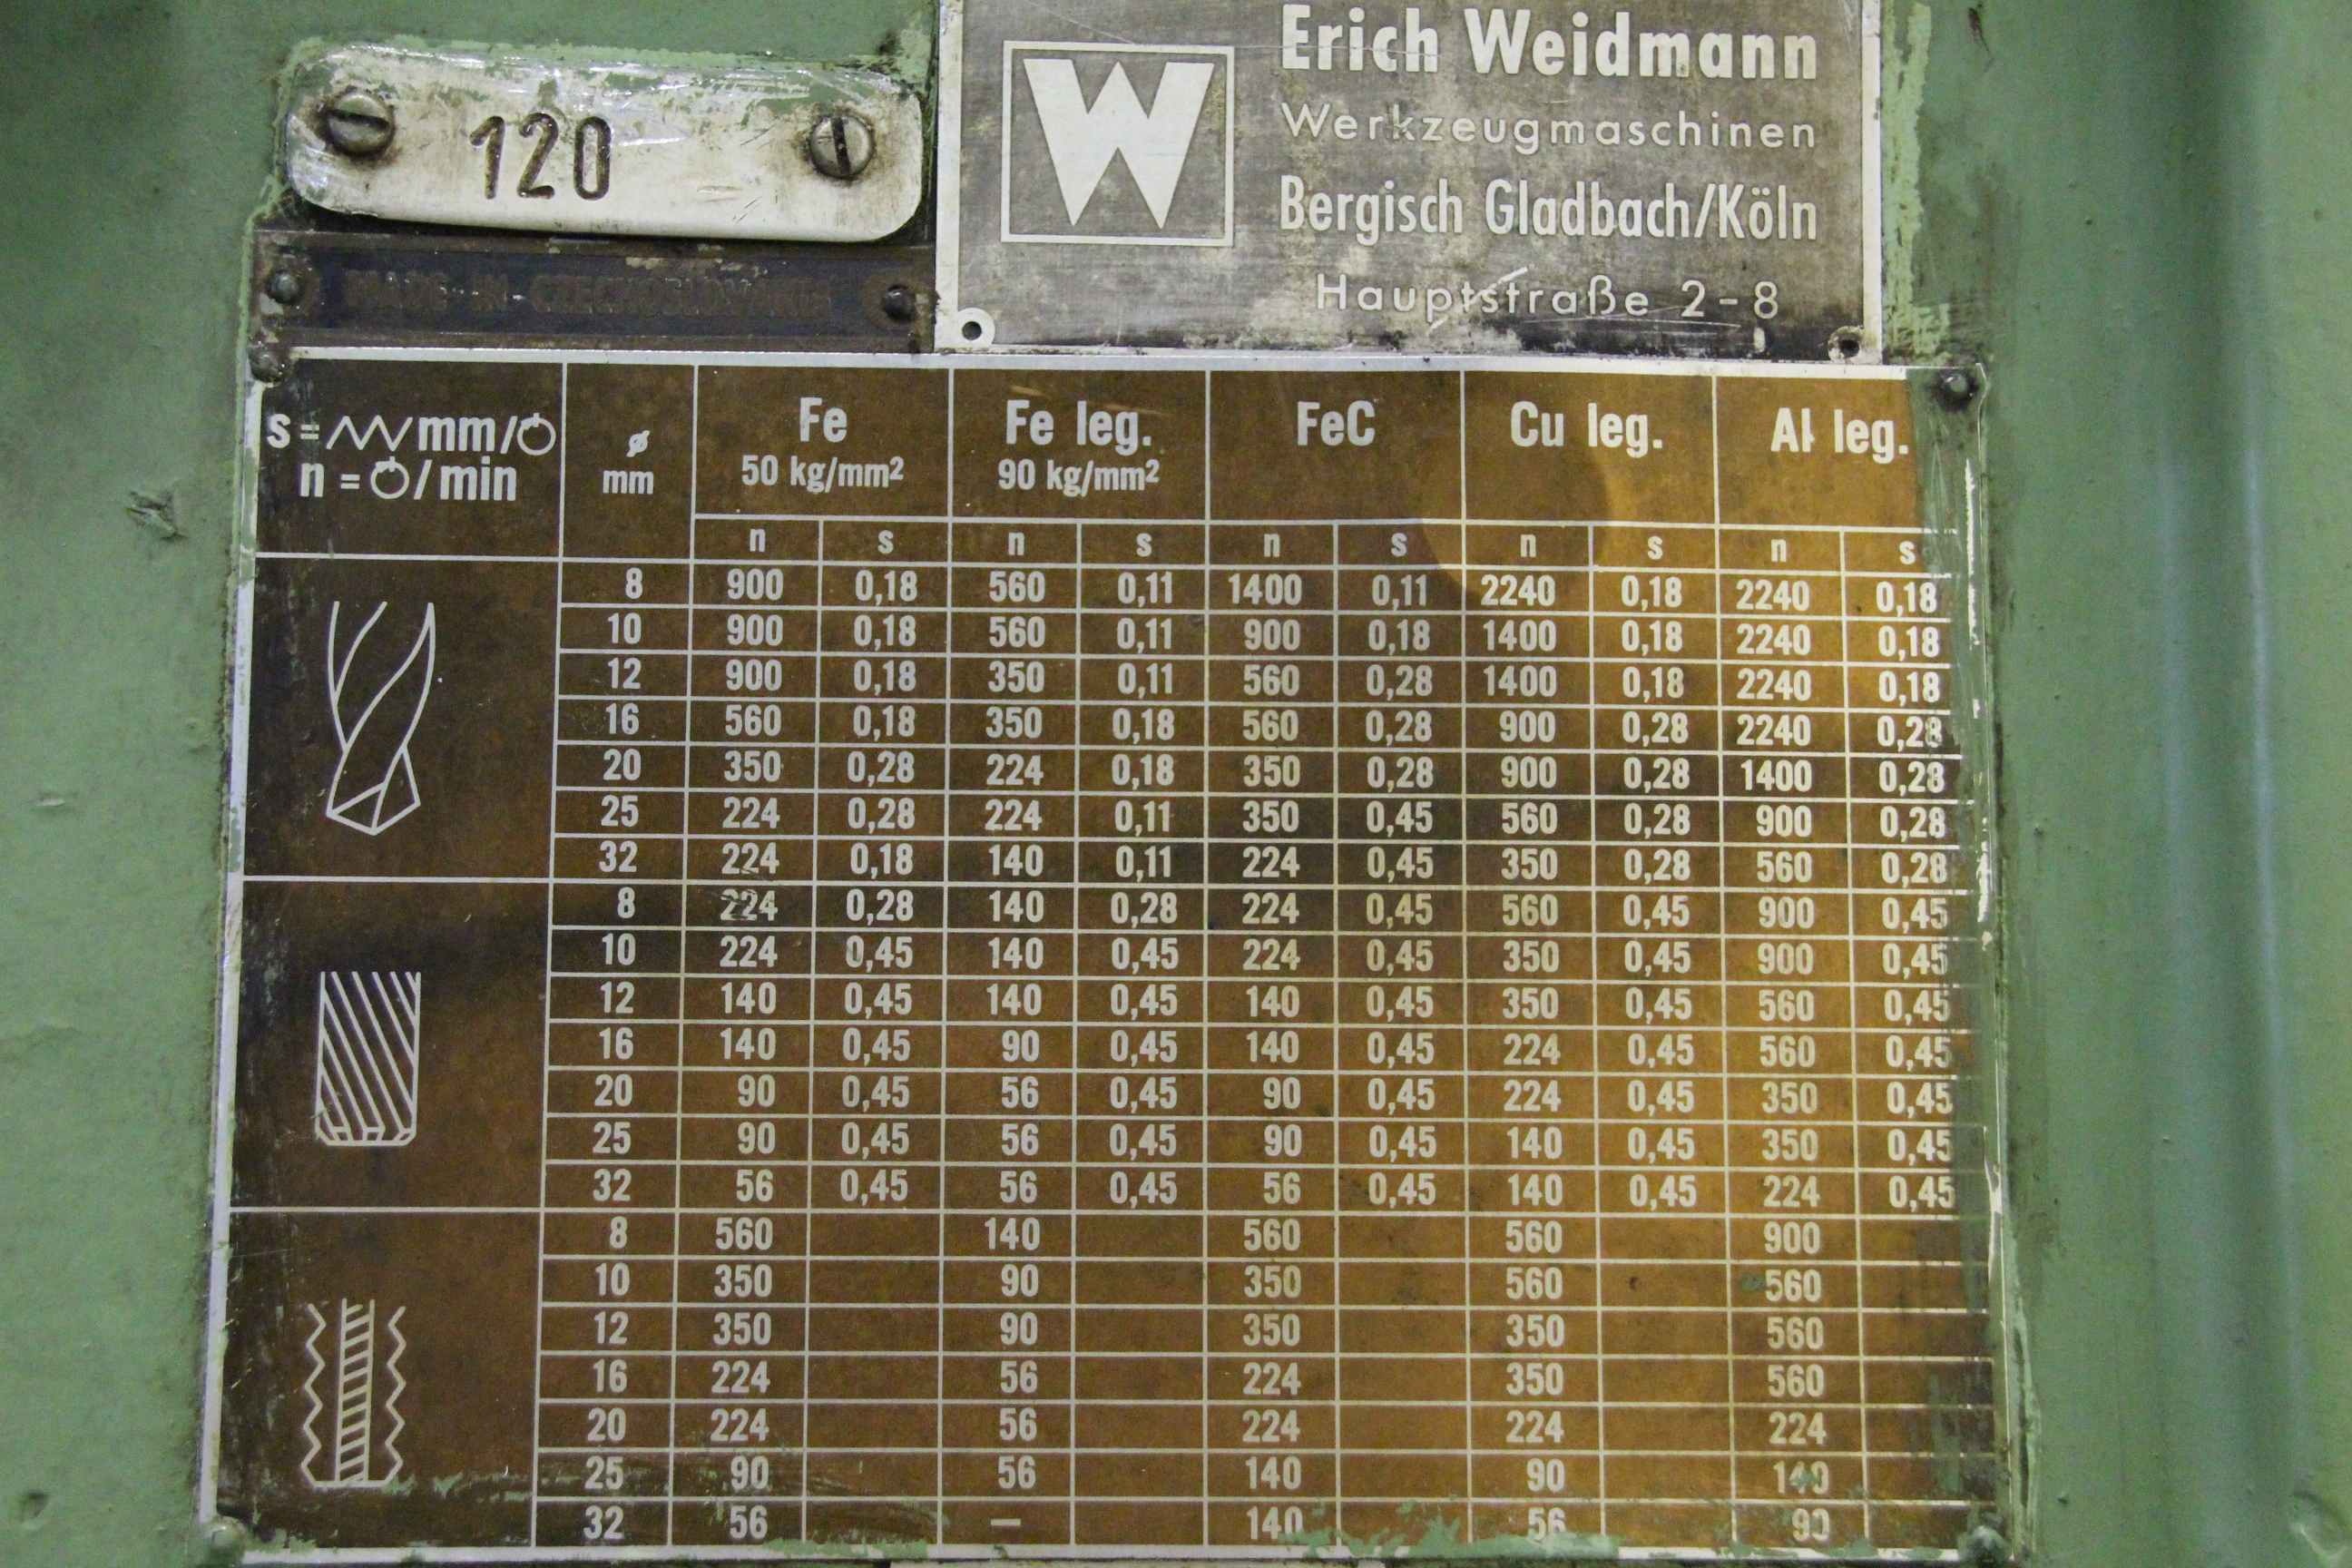 120
MADE IN CZECHOSLOVAKIA
W
Erich Weidmann
Werkzeugmaschinen
Bergisch Gladbach/Köln
Hauptstraße 2-8
s = mm/
n = /min
ø mm
Fe 50 kg/mm²
Fe leg. 90 kg/mm²
FeC
Cu leg.
Al leg.
n s n s n s n s n s
8 900 0,18 560 0,11 1400 0,11 2240 0,18 2240 0,18
10 900 0,18 560 0,11 900 0,18 1400 0,18 2240 0,18
12 900 0,18 350 0,11 560 0,28 1400 0,18 2240 0,18
16 560 0,18 350 0,18 560 0,28 900 0,28 2240 0,28
20 350 0,28 224 0,18 350 0,28 900 0,28 1400 0,28
25 224 0,28 224 0,11 350 0,45 560 0,28 900 0,28
32 224 0,18 140 0,11 224 0,45 350 0,28 560 0,28
8 224 0,28 140 0,28 224 0,45 560 0,45 900 0,45
10 224 0,45 140 0,45 224 0,45 350 0,45 900 0,45
12 140 0,45 140 0,45 140 0,45 350 0,45 560 0,45
16 140 0,45 90 0,45 140 0,45 224 0,45 560 0,45
20 90 0,45 56 0,45 90 0,45 224 0,45 350 0,45
25 90 0,45 56 0,45 90 0,45 140 0,45 350 0,45
32 56 0,45 56 0,45 56 0,45 140 0,45 224 0,45
8 560 140 560 560 900
10 350 90 350 560 560
12 350 90 350 350 560
16 224 56 224 350 560
20 224 56 224 224 224
25 90 56 140 90 140
32 56 — 140 56 90